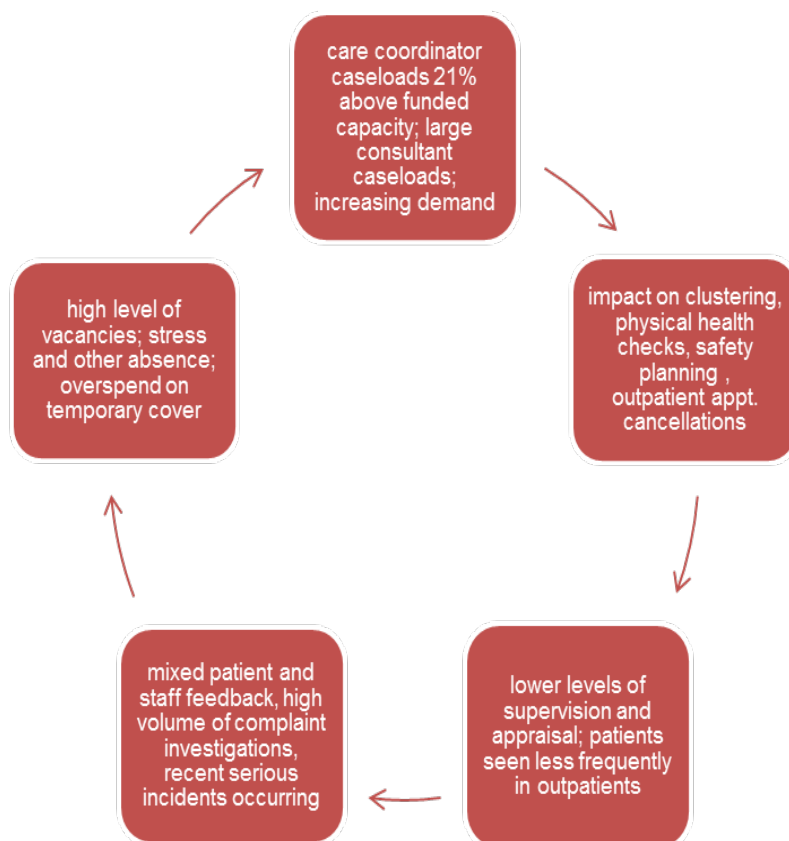 care coordinator
caseloads 21%
above funded
capacity; large
consultant
caseloads;
increasing demand
impact on clustering,
physical health
checks, safety
planning ,
outpatient appt.
cancellations
lower levels of
supervision and
appraisal; patients
seen less frequently
in outpatients
mixed patient and
staff feedback, high
volume of complaint
investigations,
recent serious
incidents occurring
high level of
vacancies; stress
and other absence;
overspend on
temporary cover